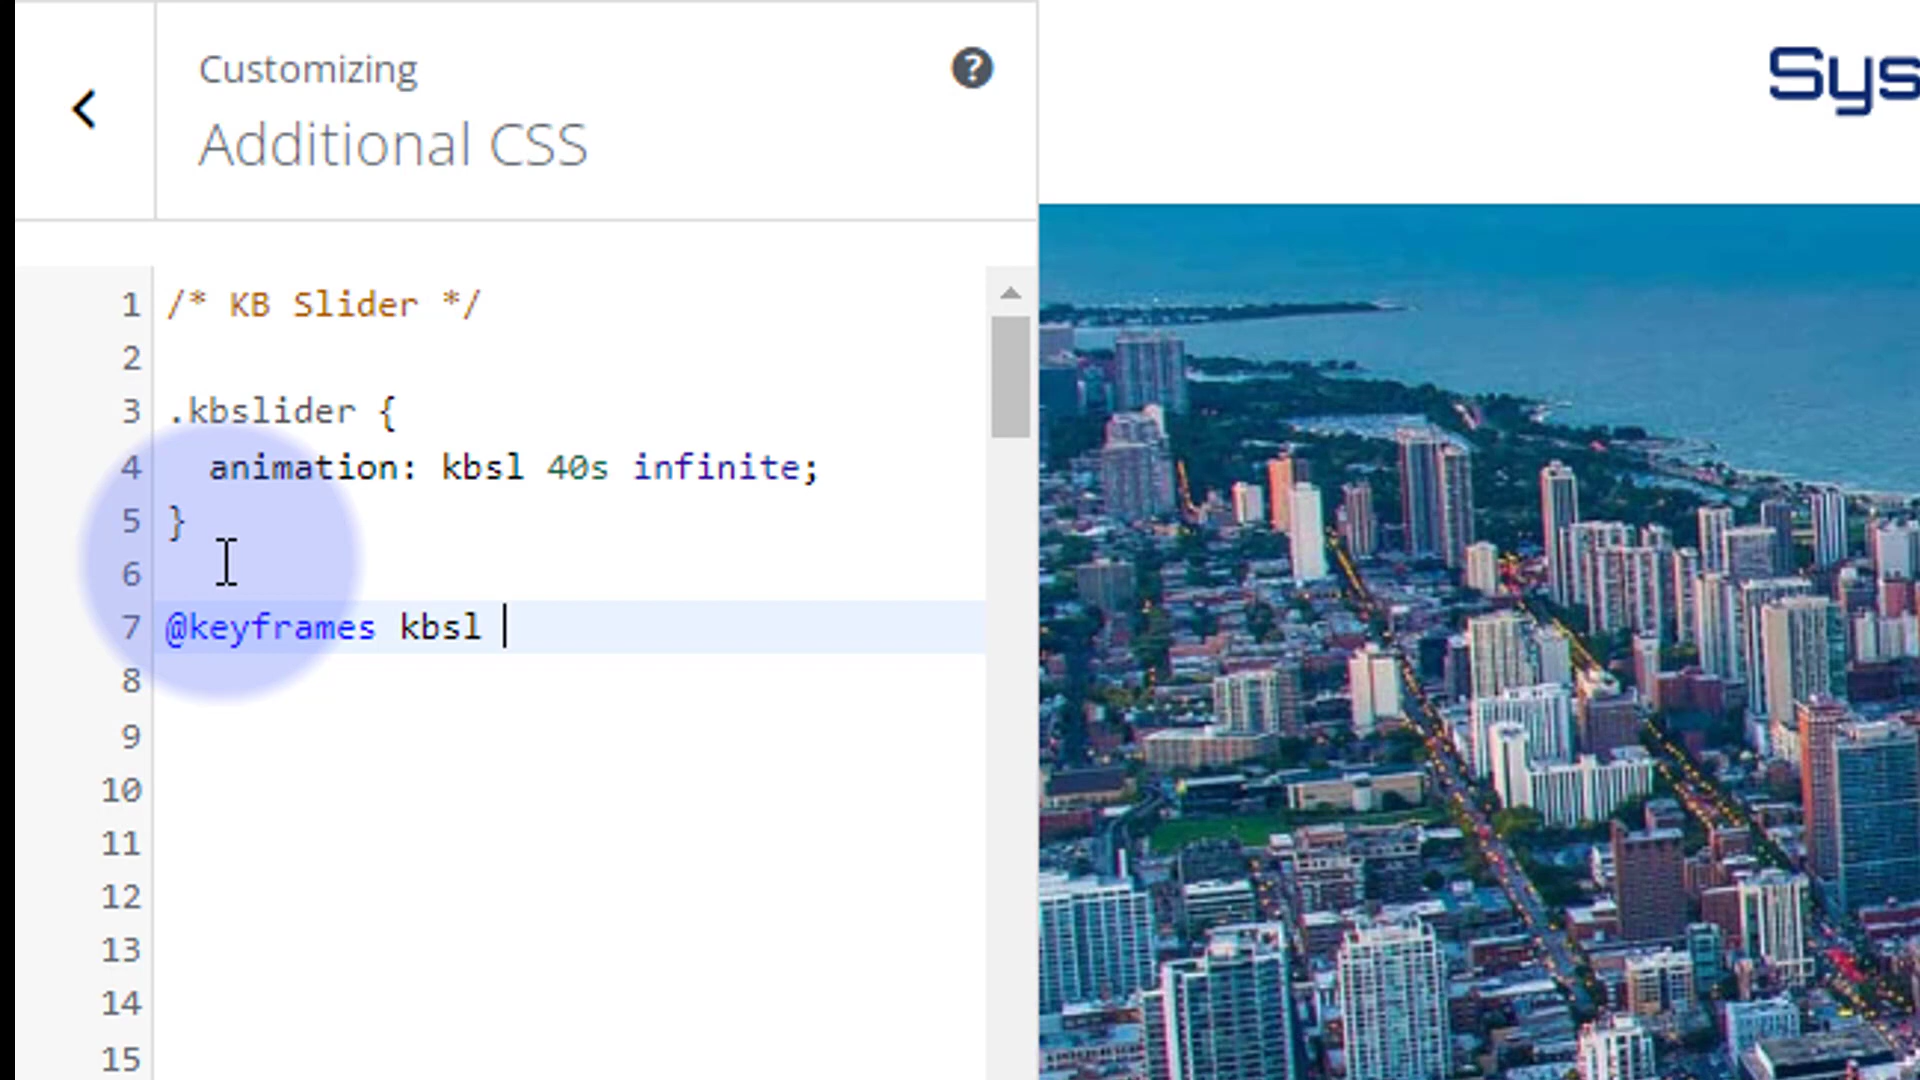 Customizing
Additional CSS
?
Sys
1 /* KB Slider */
2
3 .kbslider {
4 animation: kbsl 40s infinite;
5 }
6
7 @keyframes kbsl
8
9
10
11
12
13
14
15